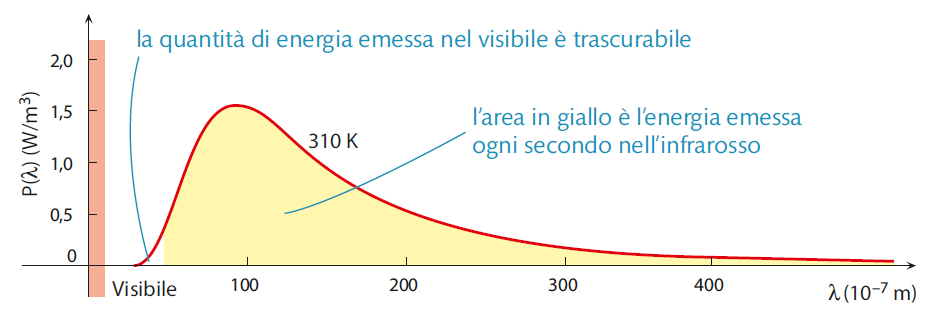 la quantità di energia emessa nel visibile è trascurabile
2,0
1,5
1,0
0,5
0
P(λ) (W/m³)
310 K
l'area in giallo è l'energia emessa
ogni secondo nell'infrarosso
Visibile
100
200
300
400
λ (10⁻⁷ m)